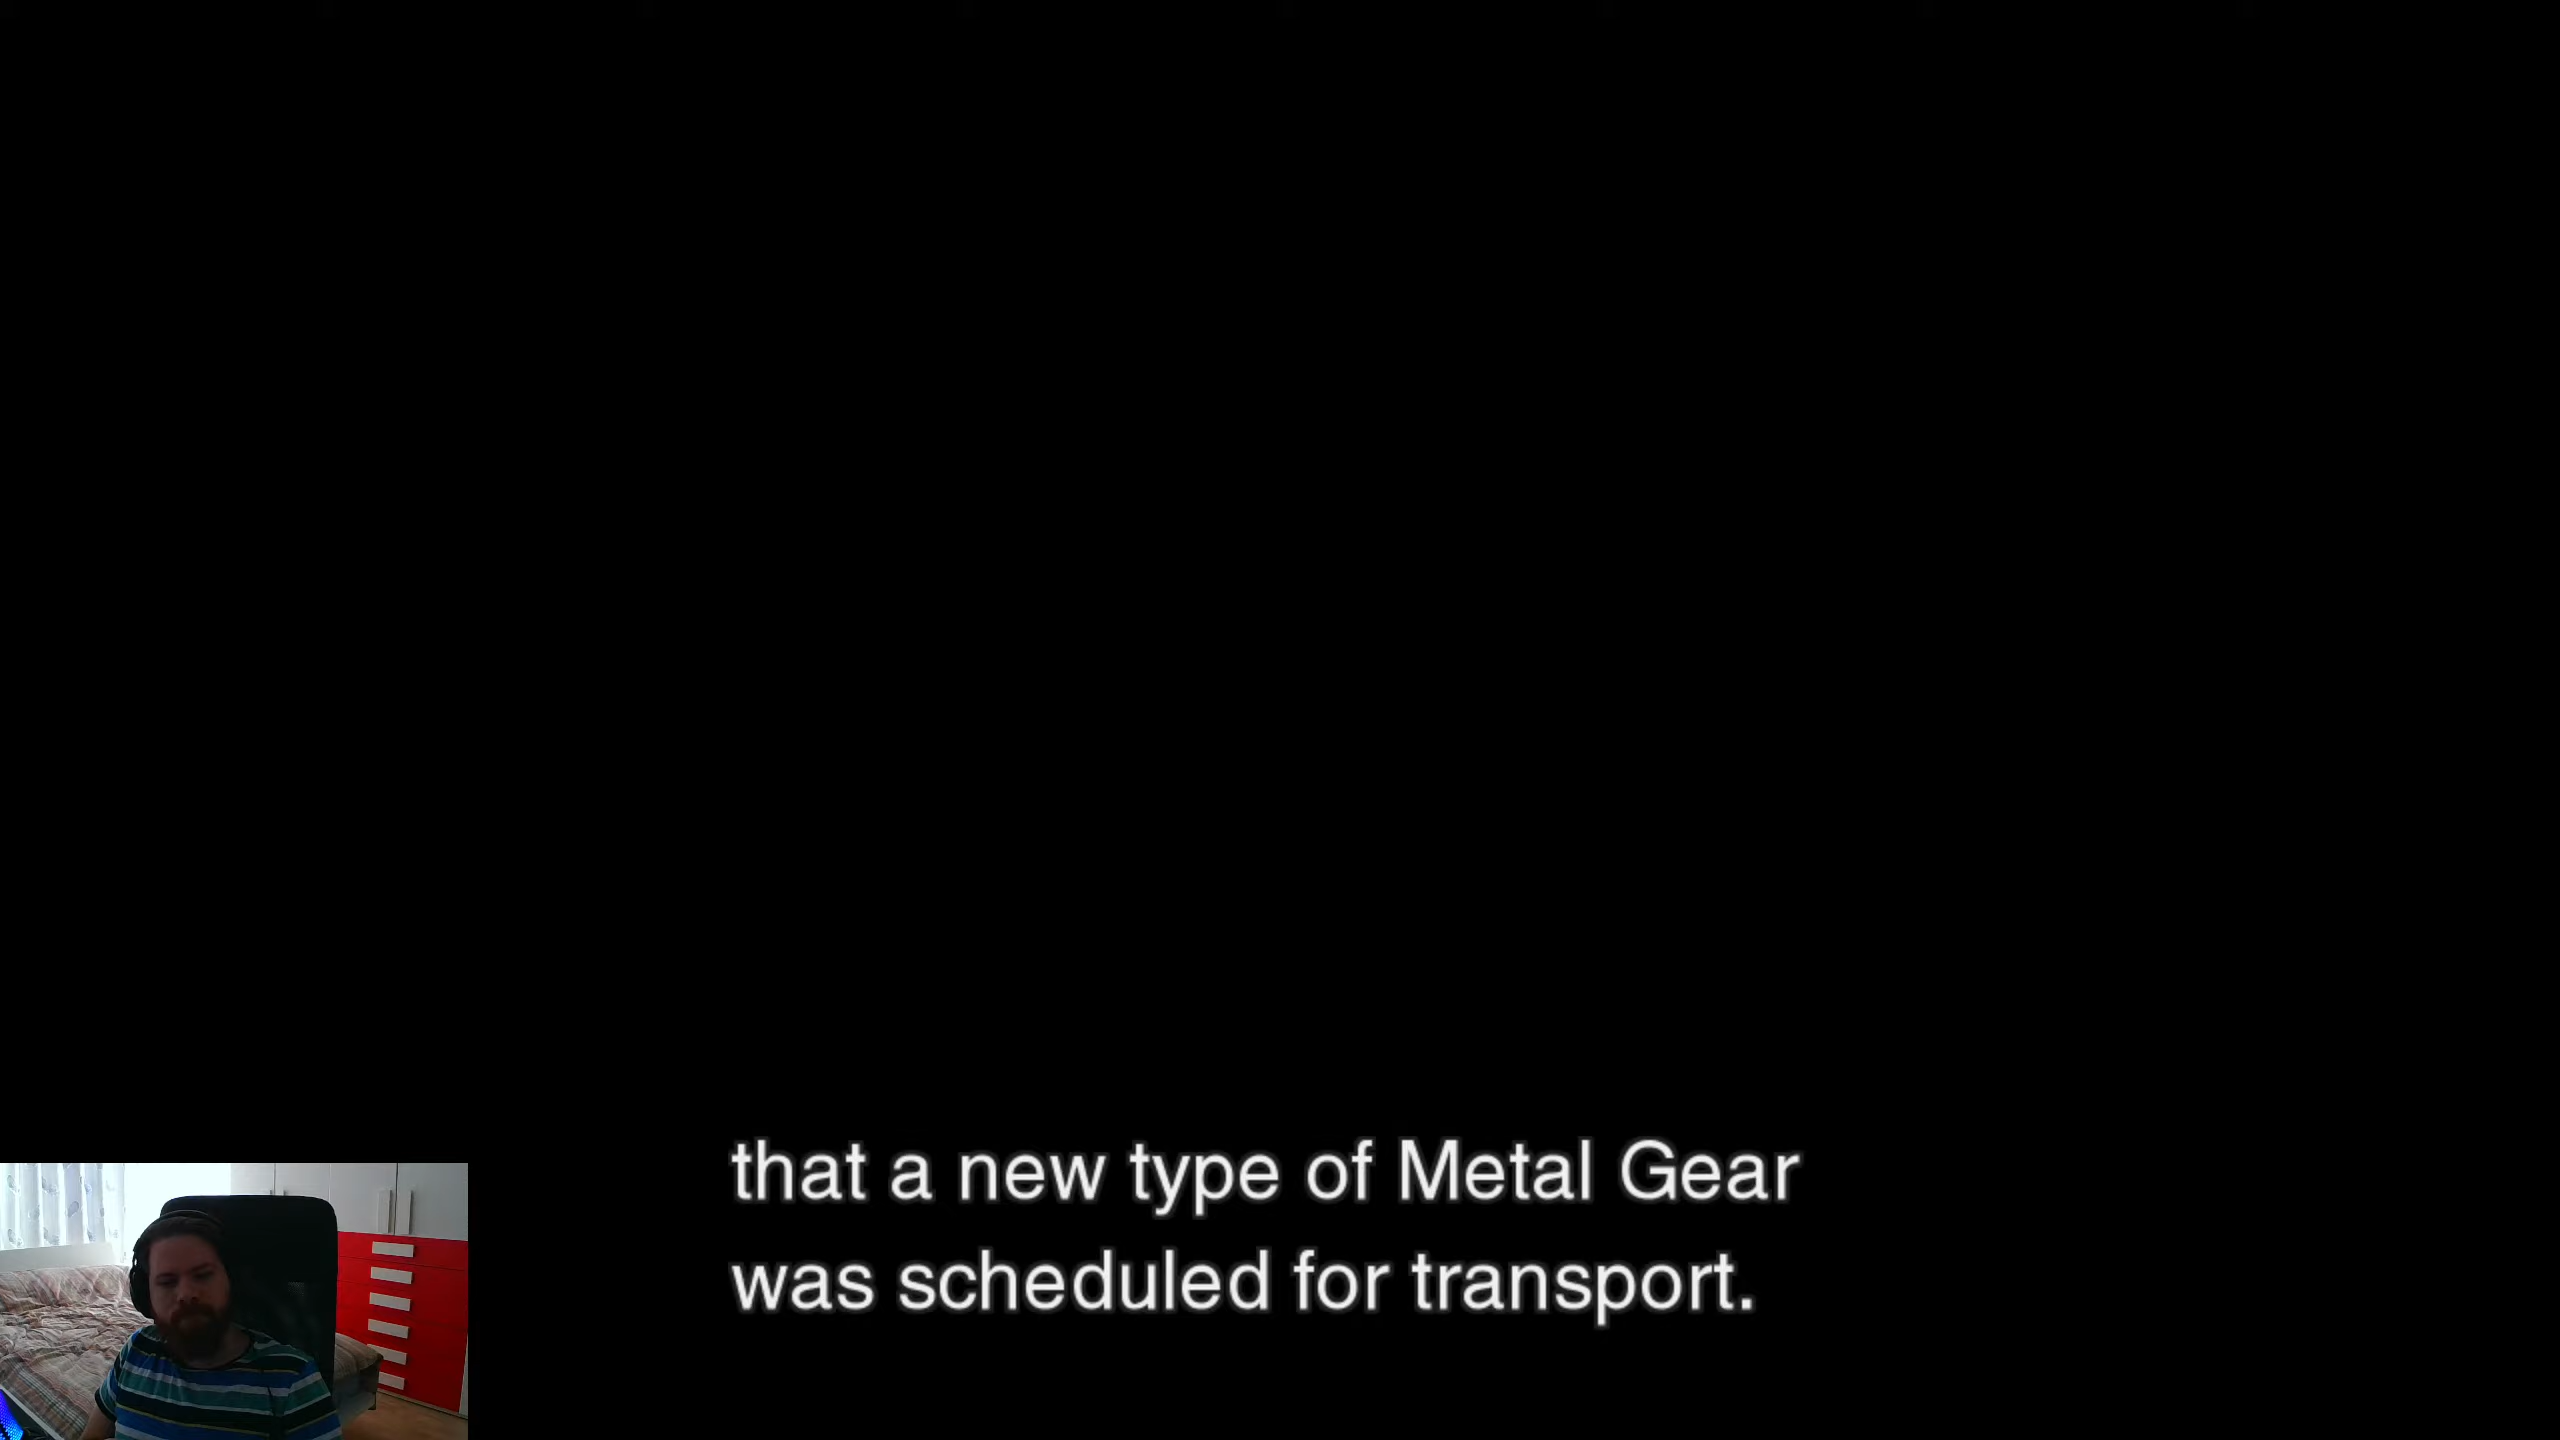 that a new type of Metal Gear
was scheduled for transport.